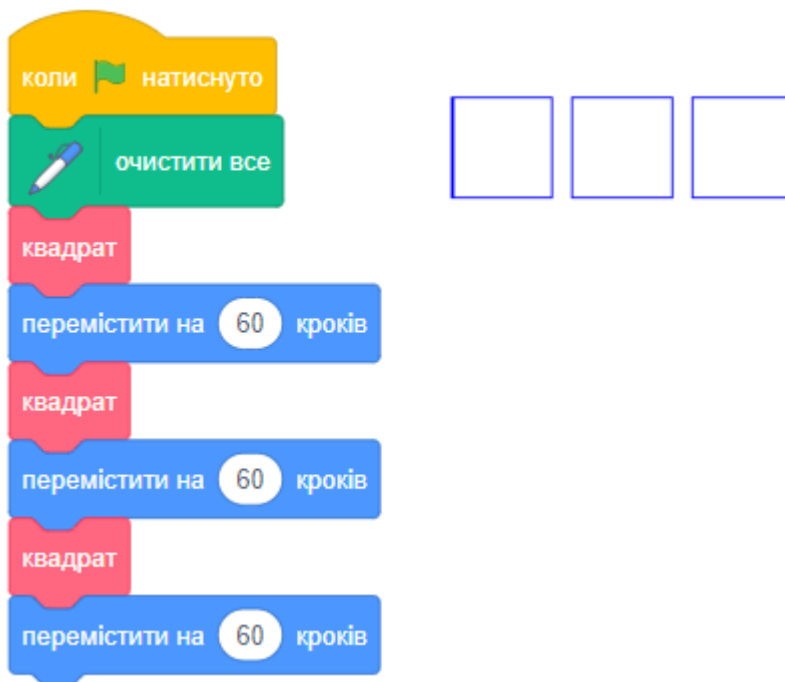 коли натиснуто
очистити все
квадрат
перемістити на 60 кроків
квадрат
перемістити на 60 кроків
квадрат
перемістити на 60 кроків